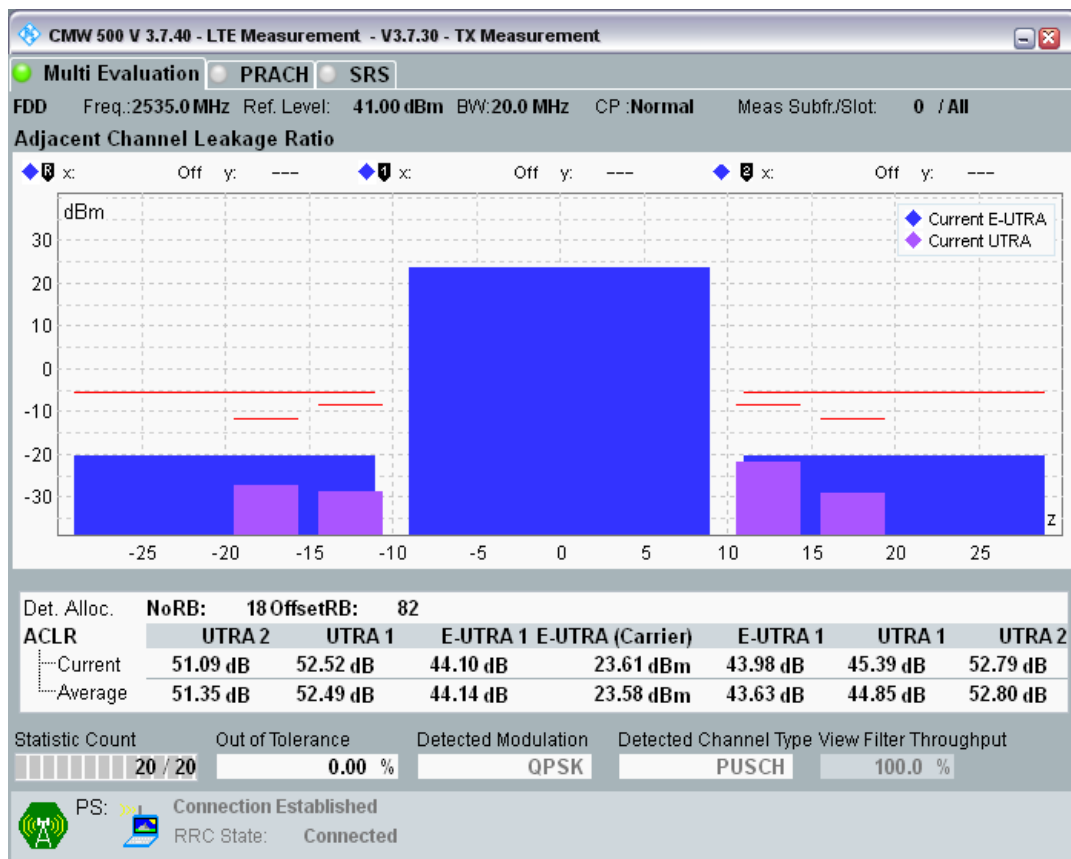 CMW 500 V 3.7.40 - LTE Measurement - V3.7.30 - TX Measurement
Multi Evaluation PRACH SRS
FDD Freq.:2535.0 MHz Ref. Level: 41.00 dBm BW:20.0 MHz CP :Normal Meas Subfr./Slot: 0 / All
Adjacent Channel Leakage Ratio
R x: Off y: --- 1 x: Off y: --- 2 x: Off y: ---
dBm
Current E-UTRA
Current UTRA
30
20
10
0
-10
-20
-30
z
-25 -20 -15 -10 -5 0 5 10 15 20 25
Det. Alloc. NoRB: 18 OffsetRB: 82
ACLR UTRA 2 UTRA 1 E-UTRA 1 E-UTRA (Carrier) E-UTRA 1 UTRA 1 UTRA 2
Current 51.09 dB 52.52 dB 44.10 dB 23.61 dBm 43.98 dB 45.39 dB 52.79 dB
Average 51.35 dB 52.49 dB 44.14 dB 23.58 dBm 43.63 dB 44.85 dB 52.80 dB
Statistic Count Out of Tolerance Detected Modulation Detected Channel Type View Filter Throughput
20 / 20 0.00 % QPSK PUSCH 100.0 %
PS: Connection Established
RRC State: Connected